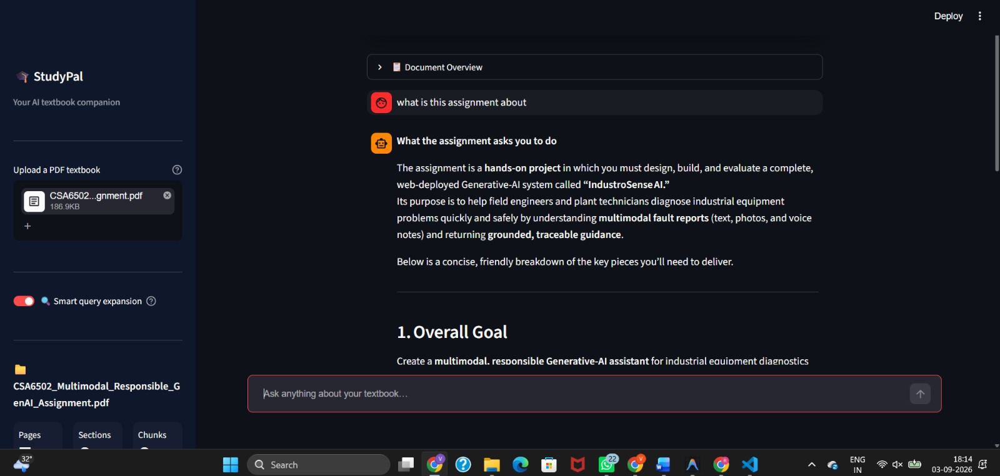 Deploy
StudyPal
Your AI textbook companion
Upload a PDF textbook
CSA6502...gnment.pdf
186.9KB
Smart query expansion
CSA6502_Multimodal_Responsible_G
enAI_Assignment.pdf
Pages
Sections
Chunks
Document Overview
what is this assignment about
What the assignment asks you to do
The assignment is a hands-on project in which you must design, build, and evaluate a complete,
web-deployed Generative-AI system called “IndustroSense AI.”
Its purpose is to help field engineers and plant technicians diagnose industrial equipment
problems quickly and safely by understanding multimodal fault reports (text, photos, and voice
notes) and returning grounded, traceable guidance.
Below is a concise, friendly breakdown of the key pieces you’ll need to deliver.
1. Overall Goal
Create a multimodal, responsible Generative-AI assistant for industrial equipment diagnostics
Ask anything about your textbook...
32°
Search
22
ENG
IN
18:14
03-09-2026